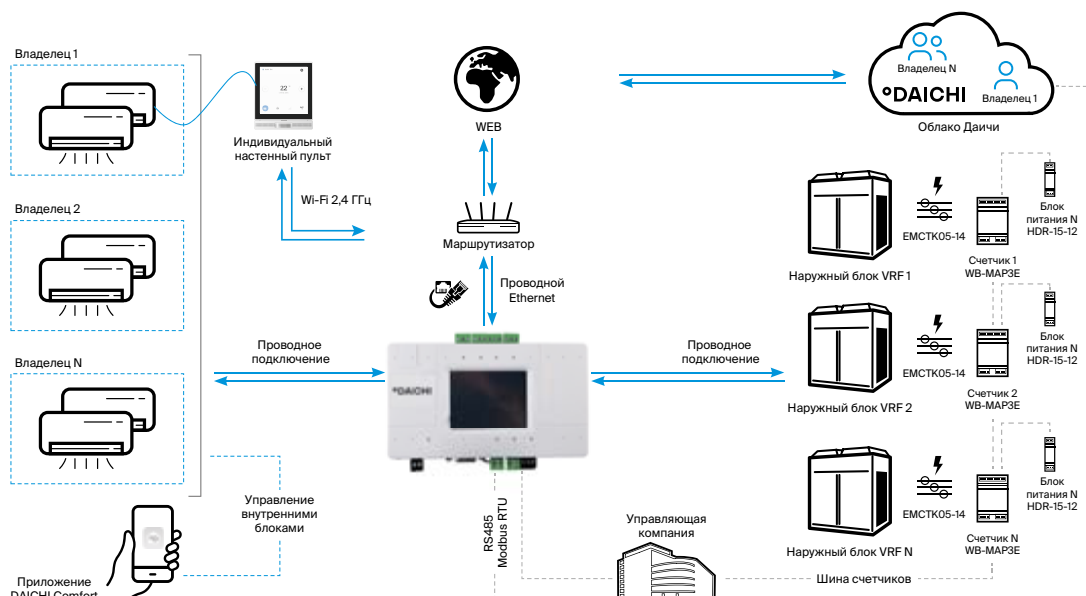 Владелец 1
Индивидуальный
настенный пульт
22
Wi-Fi 2,4 ГГц
Владелец 2
Владелец N
WEB
Маршрутизатор
Проводной
Ethernet
Проводное
подключение
DAICHI
Проводное
подключение
Управление
внутренними
блоками
Приложение
DAICHI Comfort
RS485
Modbus RTU
Управляющая
компания
Шина счетчиков
Владелец N
Владелец 1
DAICHI
Облако Даичи
Наружный блок VRF 1
EMCTK05-14
Счетчик 1
WB-MAP3E
Блок
питания N
HDR-15-12
Наружный блок VRF 2
EMCTK05-14
Счетчик 2
WB-MAP3E
Блок
питания N
HDR-15-12
Наружный блок VRF N
EMCTK05-14
Счетчик N
WB-MAP3E
Блок
питания N
HDR-15-12